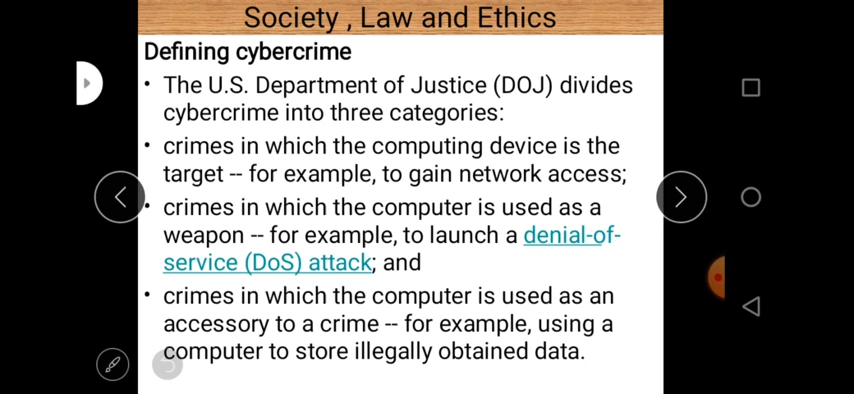 Society , Law and Ethics
Defining cybercrime
• The U.S. Department of Justice (DOJ) divides
cybercrime into three categories:
• crimes in which the computing device is the
target -- for example, to gain network access;
• crimes in which the computer is used as a
weapon -- for example, to launch a denial-of-
service (DoS) attack; and
• crimes in which the computer is used as an
accessory to a crime -- for example, using a
computer to store illegally obtained data.